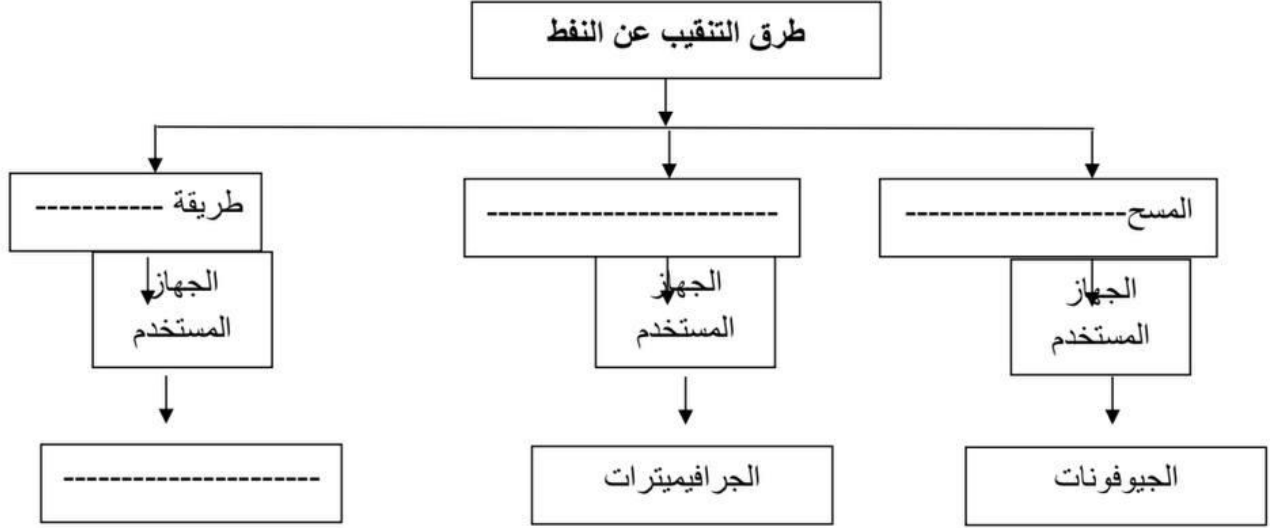 طرق التنقيب عن النفط
المسح-------------------
-------------------------
طريقة -----------
الجهاز
المستخدم
الجهاز
المستخدم
الجهاز
المستخدم
الجيوفونات
الجرافيميترات
----------------------